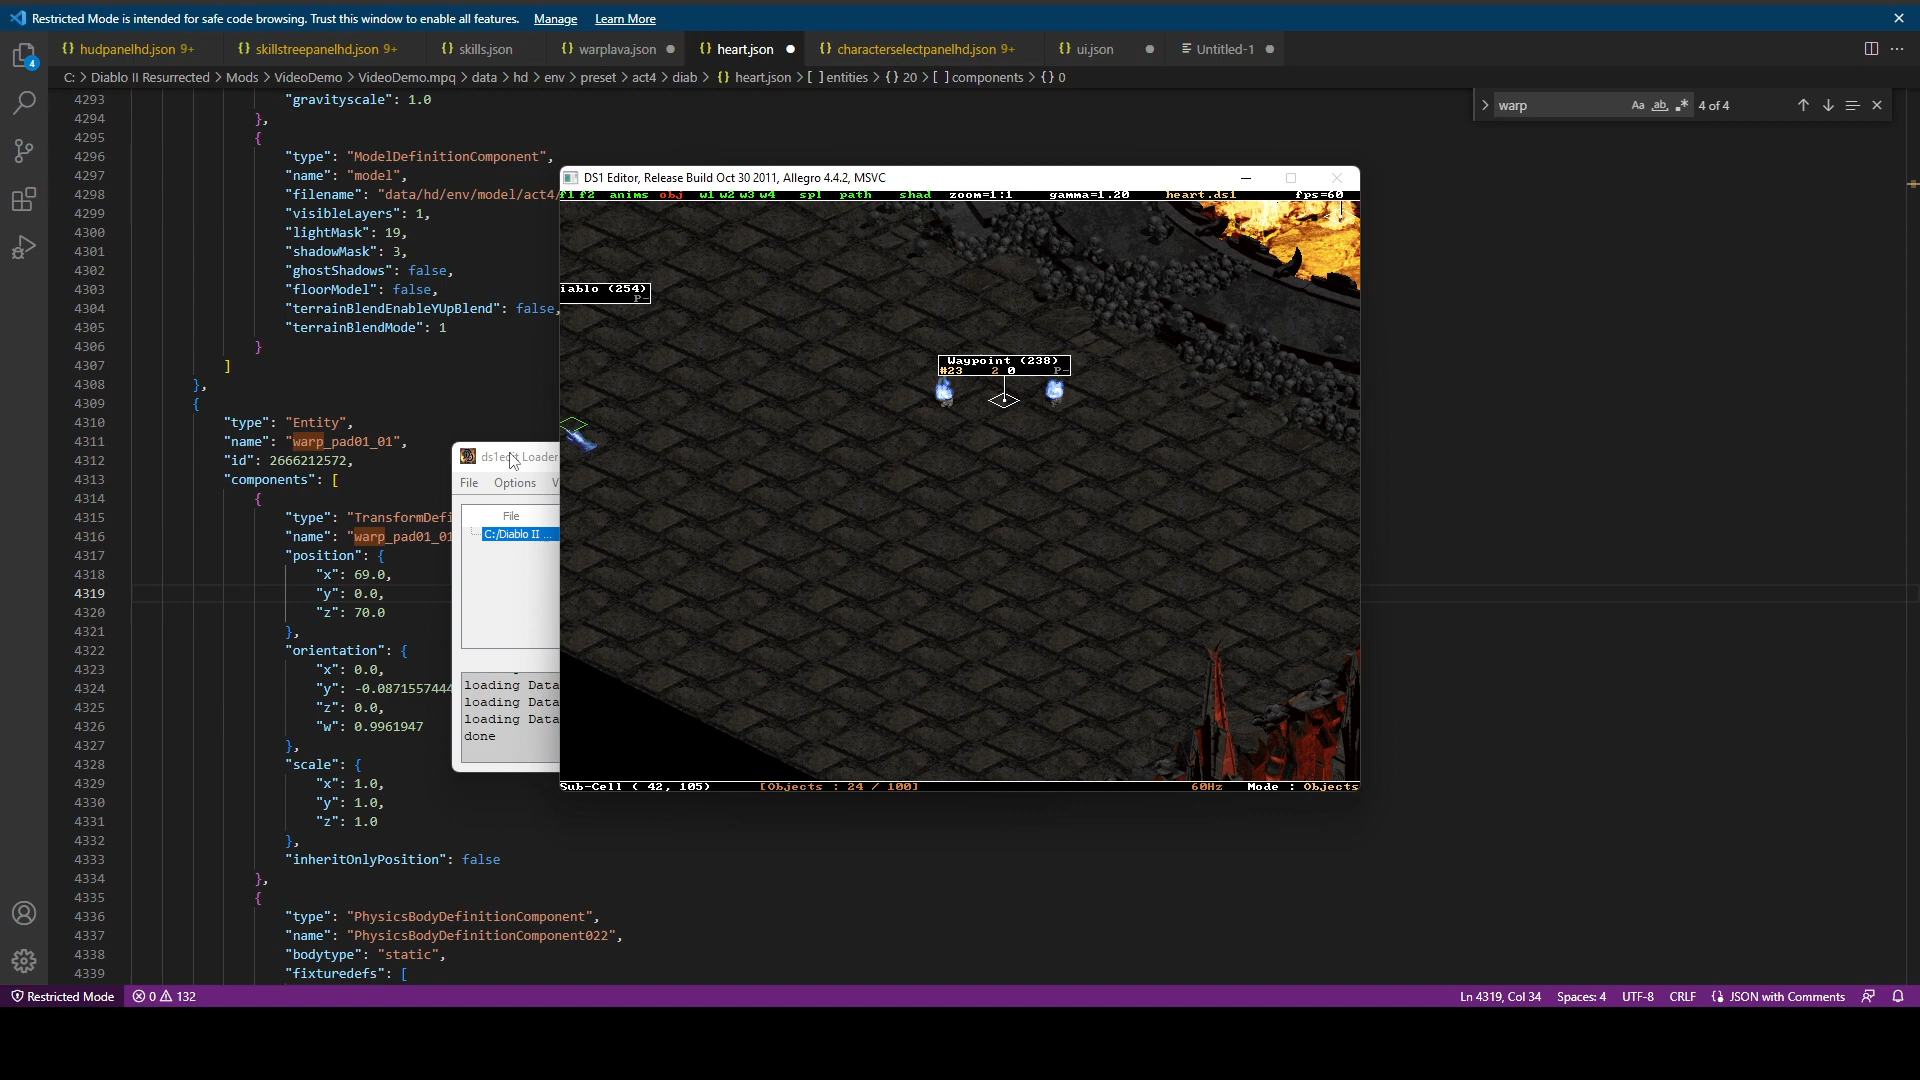 Restricted Mode is intended for safe code browsing. Trust this window to enable all features. Manage Learn More
hudpanelhd.json 9+ skillstreepanelhd.json 9+ skills.json warplava.json heart.json characterselectpanelhd.json 9+ ui.json Untitled-1
C: > Diablo II Resurrected > Mods > VideoDemo > VideoDemo.mpq > data > hd > env > preset > act4 > diab > {} heart.json > [ ] entities > {} 20 > [ ] components > {} 0
warp Aa ab 4 of 4
4
4293 "gravityscale": 1.0
4294 },
4295 {
4296 "type": "ModelDefinitionComponent",
4297 "name": "model",
4298 "filename": "data/hd/env/model/act4/
4299 "visibleLayers": 1,
4300 "lightMask": 19,
4301 "shadowMask": 3,
4302 "ghostShadows": false,
4303 "floorModel": false,
4304 "terrainBlendEnableYUpBlend": false,
4305 "terrainBlendMode": 1
4306 }
4307 ]
4308 },
4309 {
4310 "type": "Entity",
4311 "name": "warp_pad01_01",
4312 "id": 2666212572,
4313 "components": [
4314 {
4315 "type": "TransformDefi
4316 "name": "warp_pad01_01
4317 "position": {
4318 "x": 69.0,
4319 "y": 0.0,
4320 "z": 70.0
4321 },
4322 "orientation": {
4323 "x": 0.0,
4324 "y": -0.0871557444
4325 "z": 0.0,
4326 "w": 0.9961947
4327 },
4328 "scale": {
4329 "x": 1.0,
4330 "y": 1.0,
4331 "z": 1.0
4332 },
4333 "inheritOnlyPosition": false
4334 },
4335 {
4336 "type": "PhysicsBodyDefinitionComponent",
4337 "name": "PhysicsBodyDefinitionComponent022",
4338 "bodytype": "static",
4339 "fixturedefs": [
DS1 Editor, Release Build Oct 30 2011, Allegro 4.4.2, MSVC
f1 f2 anims obj w1 w2 w3 w4 spl path shad zoom=1:1 gamma=1.20 heart.ds1 fps=60
iablo (254)
P-
Waypoint (238)
#23 2 0 P-
Sub-Cell ( 42, 105) [Objects : 24 / 100] 60Hz Mode : Objects
ds1edit Loader
File Options V
File
C:/Diablo II ...
loading Data
loading Data
loading Data
done
Restricted Mode 0 132 Ln 4319, Col 34 Spaces: 4 UTF-8 CRLF JSON with Comments